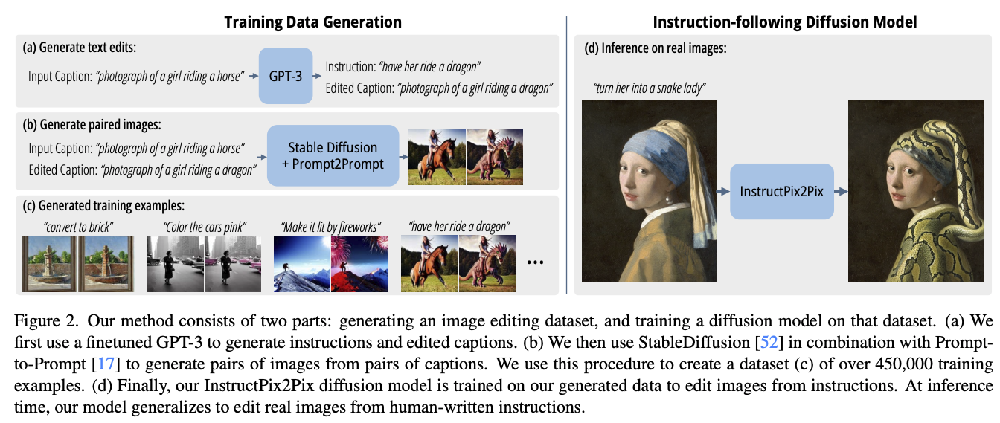 Training Data Generation
(a) Generate text edits:
Input Caption: “photograph of a girl riding a horse”
GPT-3
Instruction: “have her ride a dragon”
Edited Caption: “photograph of a girl riding a dragon”
(b) Generate paired images:
Input Caption: “photograph of a girl riding a horse”
Edited Caption: “photograph of a girl riding a dragon”
Stable Diffusion
+ Prompt2Prompt
(c) Generated training examples:
“convert to brick”
“Color the cars pink”
“Make it lit by fireworks”
“have her ride a dragon”
...
Instruction-following Diffusion Model
(d) Inference on real images:
“turn her into a snake lady”
InstructPix2Pix
Figure 2. Our method consists of two parts: generating an image editing dataset, and training a diffusion model on that dataset. (a) We
first use a finetuned GPT-3 to generate instructions and edited captions. (b) We then use StableDiffusion [52] in combination with Prompt-
to-Prompt [17] to generate pairs of images from pairs of captions. We use this procedure to create a dataset (c) of over 450,000 training
examples. (d) Finally, our InstructPix2Pix diffusion model is trained on our generated data to edit images from instructions. At inference
time, our model generalizes to edit real images from human-written instructions.